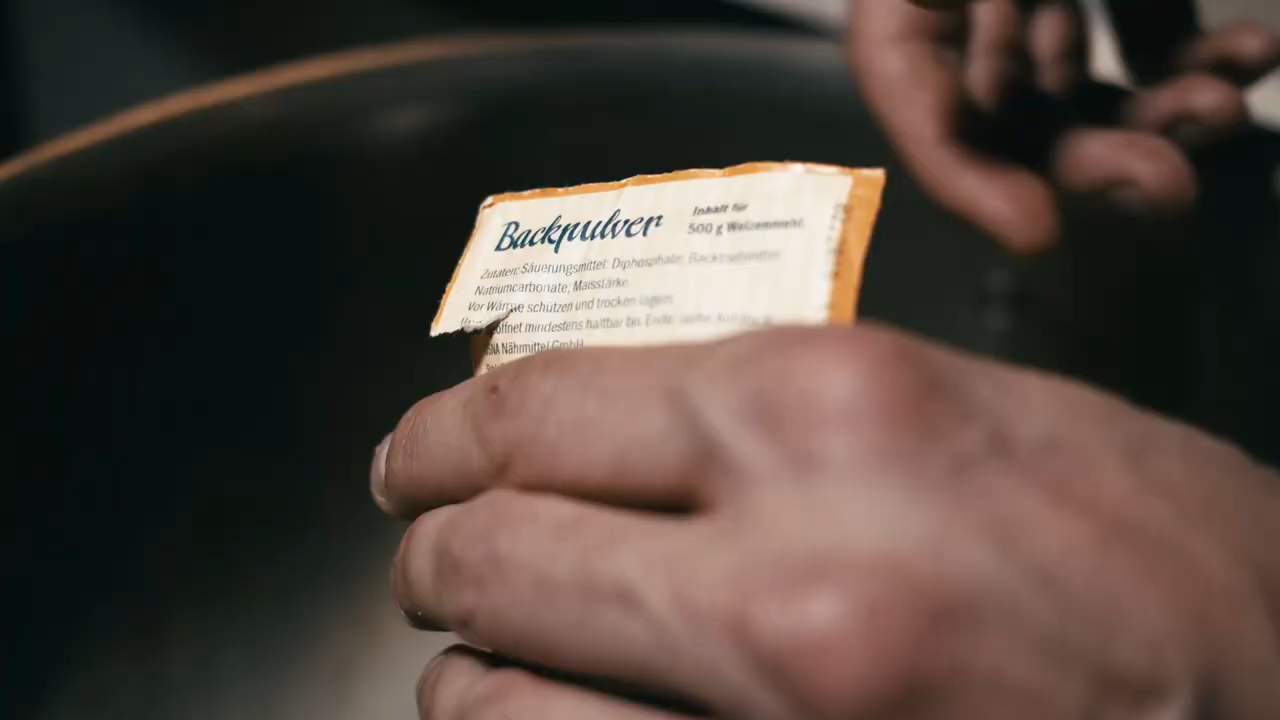 Backpulver
Inhalt für
500 g Weizenmehl.
Zutaten: Säuerungsmittel: Diphosphate; Backtriebmittel:
Natriumcarbonate; Maisstärke.
Vor Wärme schützen und trocken lagern.
öffnet mindestens haltbar bis Ende: siehe
Nährmittel GmbH